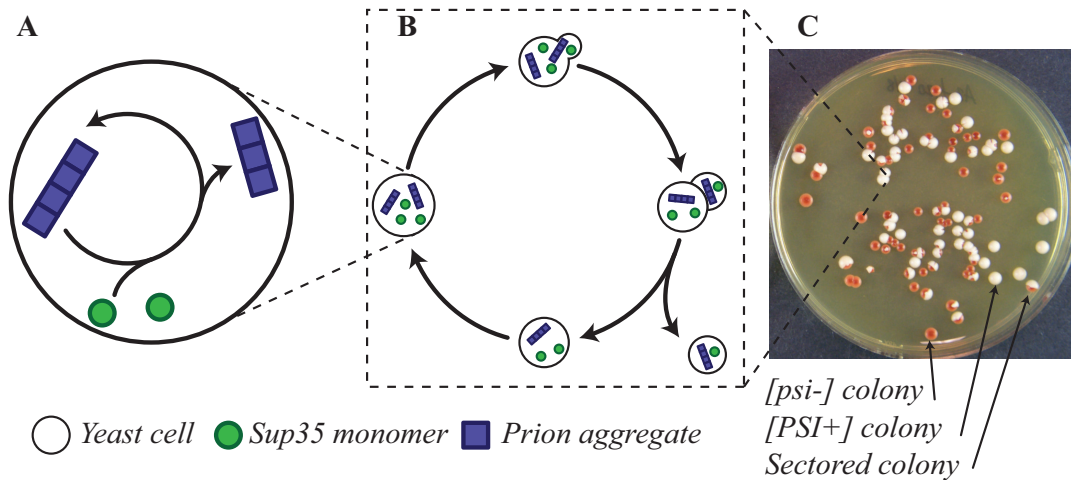 A
B
C
[psi-] colony
[PSI+] colony
Sectored colony
Yeast cell
Sup35 monomer
Prion aggregate